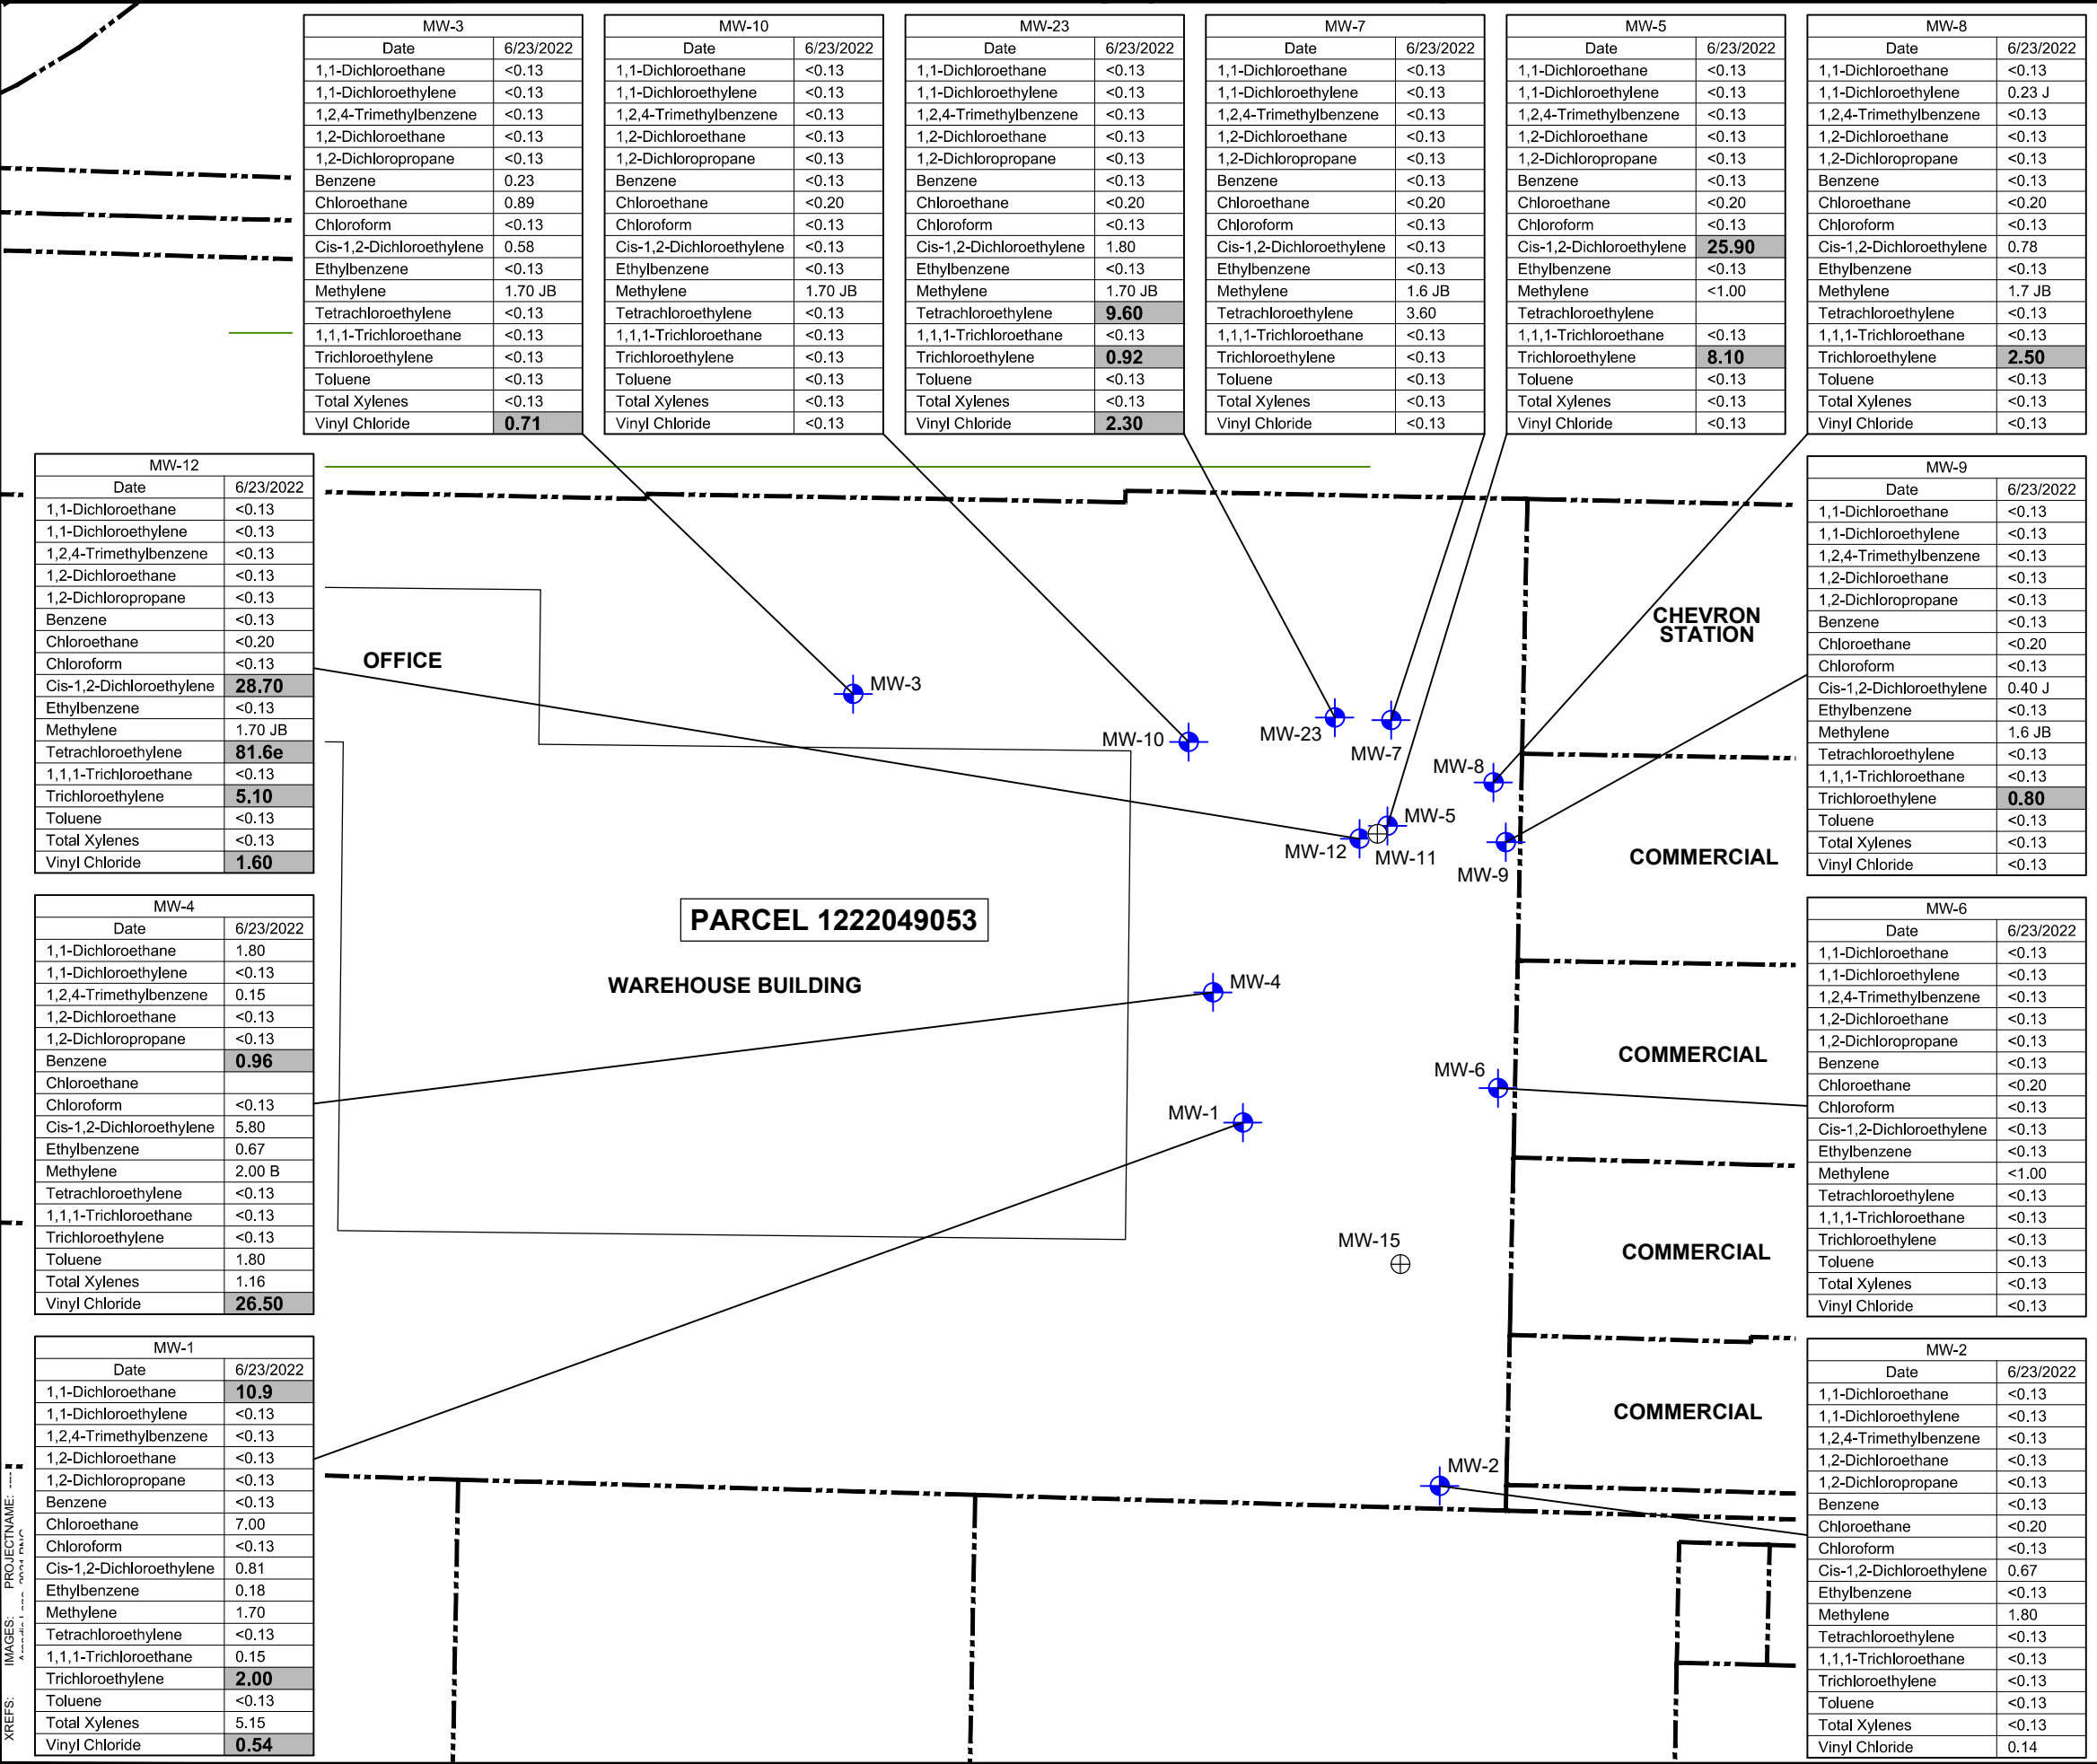 MW-3
Date 6/23/2022
1,1-Dichloroethane <0.13
1,1-Dichloroethylene <0.13
1,2,4-Trimethylbenzene <0.13
1,2-Dichloroethane <0.13
1,2-Dichloropropane <0.13
Benzene 0.23
Chloroethane 0.89
Chloroform <0.13
Cis-1,2-Dichloroethylene 0.58
Ethylbenzene <0.13
Methylene 1.70 JB
Tetrachloroethylene <0.13
1,1,1-Trichloroethane <0.13
Trichloroethylene <0.13
Toluene <0.13
Total Xylenes <0.13
Vinyl Chloride 0.71
MW-10
Date 6/23/2022
1,1-Dichloroethane <0.13
1,1-Dichloroethylene <0.13
1,2,4-Trimethylbenzene <0.13
1,2-Dichloroethane <0.13
1,2-Dichloropropane <0.13
Benzene <0.13
Chloroethane <0.20
Chloroform <0.13
Cis-1,2-Dichloroethylene <0.13
Ethylbenzene <0.13
Methylene 1.70 JB
Tetrachloroethylene <0.13
1,1,1-Trichloroethane <0.13
Trichloroethylene <0.13
Toluene <0.13
Total Xylenes <0.13
Vinyl Chloride <0.13
MW-23
Date 6/23/2022
1,1-Dichloroethane <0.13
1,1-Dichloroethylene <0.13
1,2,4-Trimethylbenzene <0.13
1,2-Dichloroethane <0.13
1,2-Dichloropropane <0.13
Benzene <0.13
Chloroethane <0.20
Chloroform <0.13
Cis-1,2-Dichloroethylene 1.80
Ethylbenzene <0.13
Methylene 1.70 JB
Tetrachloroethylene 9.60
1,1,1-Trichloroethane <0.13
Trichloroethylene 0.92
Toluene <0.13
Total Xylenes <0.13
Vinyl Chloride 2.30
MW-7
Date 6/23/2022
1,1-Dichloroethane <0.13
1,1-Dichloroethylene <0.13
1,2,4-Trimethylbenzene <0.13
1,2-Dichloroethane <0.13
1,2-Dichloropropane <0.13
Benzene <0.13
Chloroethane <0.20
Chloroform <0.13
Cis-1,2-Dichloroethylene <0.13
Ethylbenzene <0.13
Methylene 1.6 JB
Tetrachloroethylene 3.60
1,1,1-Trichloroethane <0.13
Trichloroethylene <0.13
Toluene <0.13
Total Xylenes <0.13
Vinyl Chloride <0.13
MW-5
Date 6/23/2022
1,1-Dichloroethane <0.13
1,1-Dichloroethylene <0.13
1,2,4-Trimethylbenzene <0.13
1,2-Dichloroethane <0.13
1,2-Dichloropropane <0.13
Benzene <0.13
Chloroethane <0.20
Chloroform <0.13
Cis-1,2-Dichloroethylene 25.90
Ethylbenzene <0.13
Methylene <1.00
Tetrachloroethylene
1,1,1-Trichloroethane <0.13
Trichloroethylene 8.10
Toluene <0.13
Total Xylenes <0.13
Vinyl Chloride <0.13
MW-8
Date 6/23/2022
1,1-Dichloroethane <0.13
1,1-Dichloroethylene 0.23 J
1,2,4-Trimethylbenzene <0.13
1,2-Dichloroethane <0.13
1,2-Dichloropropane <0.13
Benzene <0.13
Chloroethane <0.20
Chloroform <0.13
Cis-1,2-Dichloroethylene 0.78
Ethylbenzene <0.13
Methylene 1.7 JB
Tetrachloroethylene <0.13
1,1,1-Trichloroethane <0.13
Trichloroethylene 2.50
Toluene <0.13
Total Xylenes <0.13
Vinyl Chloride <0.13
MW-12
Date 6/23/2022
1,1-Dichloroethane <0.13
1,1-Dichloroethylene <0.13
1,2,4-Trimethylbenzene <0.13
1,2-Dichloroethane <0.13
1,2-Dichloropropane <0.13
Benzene <0.13
Chloroethane <0.20
Chloroform <0.13
Cis-1,2-Dichloroethylene 28.70
Ethylbenzene <0.13
Methylene 1.70 JB
Tetrachloroethylene 81.6e
1,1,1-Trichloroethane <0.13
Trichloroethylene 5.10
Toluene <0.13
Total Xylenes <0.13
Vinyl Chloride 1.60
MW-4
Date 6/23/2022
1,1-Dichloroethane 1.80
1,1-Dichloroethylene <0.13
1,2,4-Trimethylbenzene 0.15
1,2-Dichloroethane <0.13
1,2-Dichloropropane <0.13
Benzene 0.96
Chloroethane
Chloroform <0.13
Cis-1,2-Dichloroethylene 5.80
Ethylbenzene 0.67
Methylene 2.00 B
Tetrachloroethylene <0.13
1,1,1-Trichloroethane <0.13
Trichloroethylene <0.13
Toluene 1.80
Total Xylenes 1.16
Vinyl Chloride 26.50
MW-1
Date 6/23/2022
1,1-Dichloroethane 10.9
1,1-Dichloroethylene <0.13
1,2,4-Trimethylbenzene <0.13
1,2-Dichloroethane <0.13
1,2-Dichloropropane <0.13
Benzene <0.13
Chloroethane 7.00
Chloroform <0.13
Cis-1,2-Dichloroethylene 0.81
Ethylbenzene 0.18
Methylene 1.70
Tetrachloroethylene <0.13
1,1,1-Trichloroethane 0.15
Trichloroethylene 2.00
Toluene <0.13
Total Xylenes 5.15
Vinyl Chloride 0.54
OFFICE
MW-3
MW-10
MW-23
MW-7
MW-8
MW-5
MW-12
MW-11
MW-9
PARCEL 1222049053
WAREHOUSE BUILDING
MW-4
MW-6
MW-1
MW-15
MW-2
CHEVRON
STATION
COMMERCIAL
COMMERCIAL
COMMERCIAL
COMMERCIAL
MW-9
Date 6/23/2022
1,1-Dichloroethane <0.13
1,1-Dichloroethylene <0.13
1,2,4-Trimethylbenzene <0.13
1,2-Dichloroethane <0.13
1,2-Dichloropropane <0.13
Benzene <0.13
Chloroethane <0.20
Chloroform <0.13
Cis-1,2-Dichloroethylene 0.40 J
Ethylbenzene <0.13
Methylene 1.6 JB
Tetrachloroethylene <0.13
1,1,1-Trichloroethane <0.13
Trichloroethylene 0.80
Toluene <0.13
Total Xylenes <0.13
Vinyl Chloride <0.13
MW-6
Date 6/23/2022
1,1-Dichloroethane <0.13
1,1-Dichloroethylene <0.13
1,2,4-Trimethylbenzene <0.13
1,2-Dichloroethane <0.13
1,2-Dichloropropane <0.13
Benzene <0.13
Chloroethane <0.20
Chloroform <0.13
Cis-1,2-Dichloroethylene <0.13
Ethylbenzene <0.13
Methylene <1.00
Tetrachloroethylene <0.13
1,1,1-Trichloroethane <0.13
Trichloroethylene <0.13
Toluene <0.13
Total Xylenes <0.13
Vinyl Chloride <0.13
MW-2
Date 6/23/2022
1,1-Dichloroethane <0.13
1,1-Dichloroethylene <0.13
1,2,4-Trimethylbenzene <0.13
1,2-Dichloroethane <0.13
1,2-Dichloropropane <0.13
Benzene <0.13
Chloroethane <0.20
Chloroform <0.13
Cis-1,2-Dichloroethylene 0.67
Ethylbenzene <0.13
Methylene 1.80
Tetrachloroethylene <0.13
1,1,1-Trichloroethane <0.13
Trichloroethylene <0.13
Toluene <0.13
Total Xylenes <0.13
Vinyl Chloride 0.14
XREFS: IMAGES: PROJECTNAME: ----